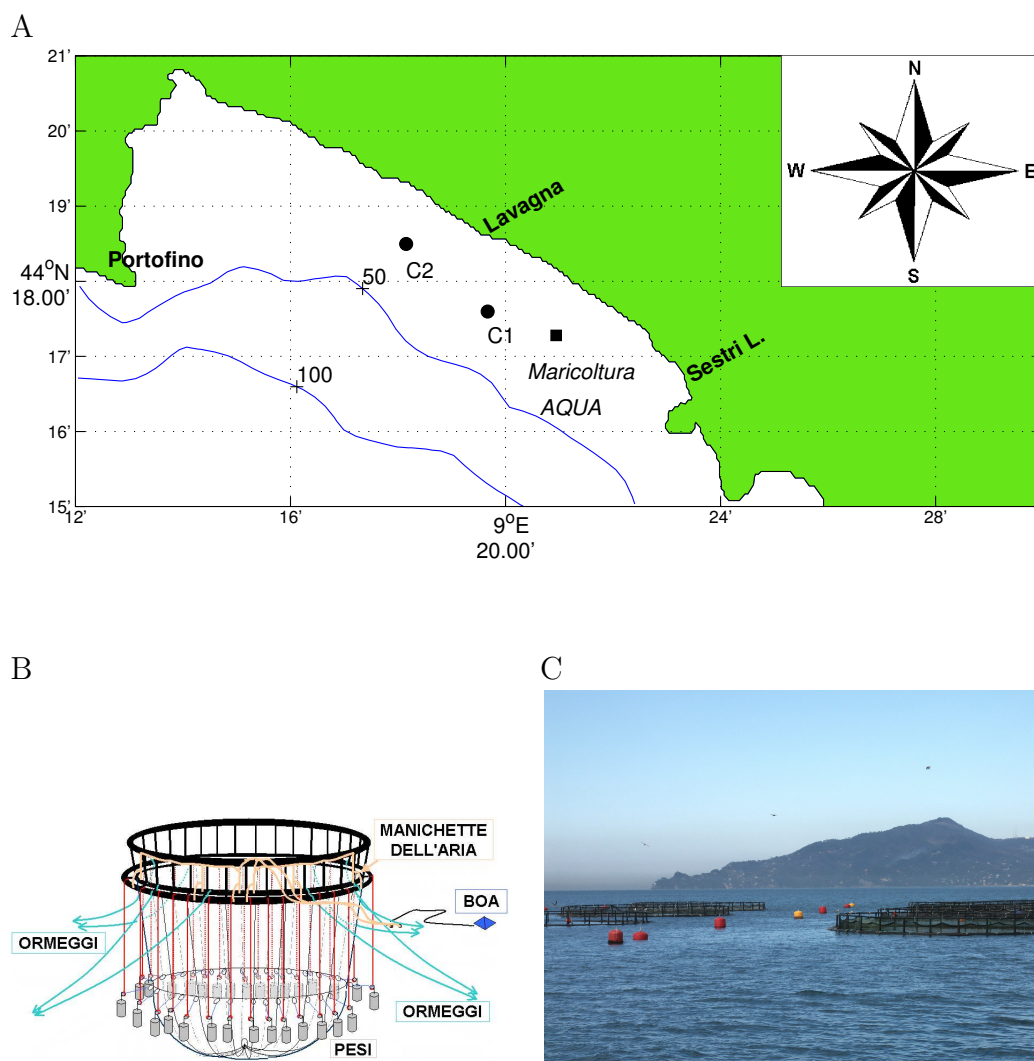 A
21'
20'
19'
44°N
18.00'
17'
16'
15'
12'
16'
9°E
20.00'
24'
28'
N
W
E
S
Lavagna
Portofino
C2
50
C1
Sestri L.
Maricoltura
AQUA
100
B
MANICHETTE
DELL'ARIA
BOA
ORMEGGI
ORMEGGI
PESI
C